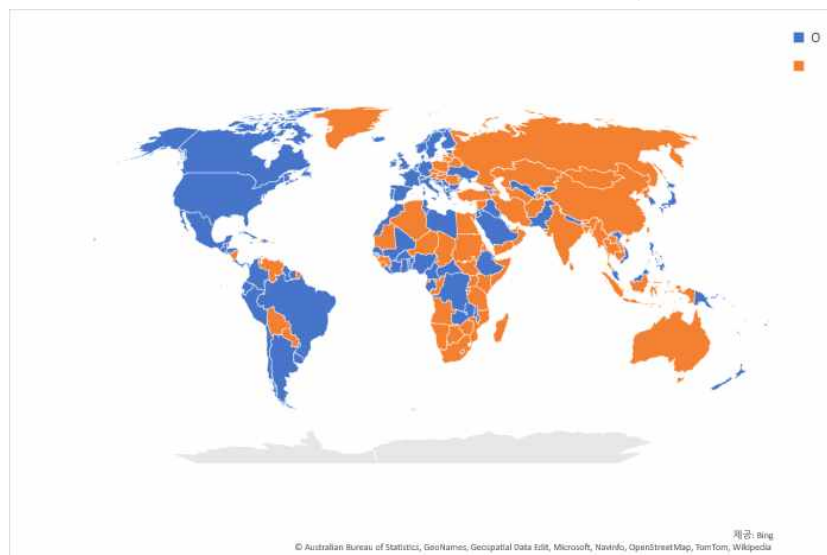 O
제공: Bing
© Australian Bureau of Statistics, GeoNames, Geospatial Data Edit, Microsoft, Navinfo, OpenStreetMap, TomTom, Wikipedia